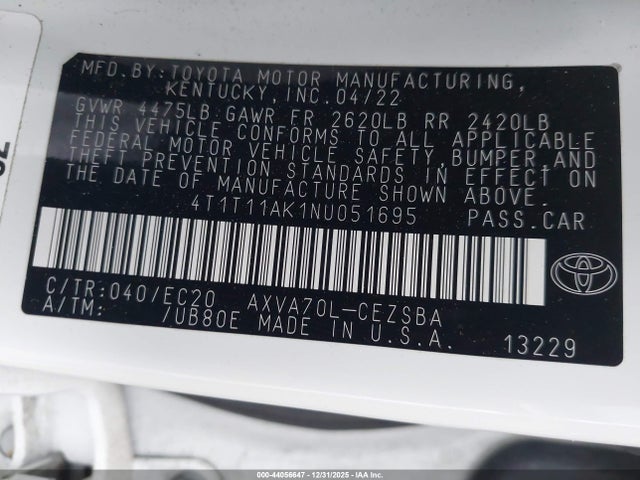 MFD.BY:TOYOTA MOTOR MANUFACTURING,
KENTUCKY,INC.04/22
GVWR 4475LB GAWR FR 2620LB RR 2420LB
THIS VEHICLE CONFORMS TO ALL APPLICABLE
FEDERAL MOTOR VEHICLE SAFETY,BUMPER,AND
THEFT PREVENTION STANDARDS IN EFFECT ON
THE DATE OF MANUFACTURE SHOWN ABOVE.
4T1T11AK1NU051695 PASS.CAR
C/TR:040/EC20 AXVA70L-CEZSBA
A/TM: /UB80E MADE IN U.S.A. 13229
000-44056647 - 12/31/2025 - IAA Inc.